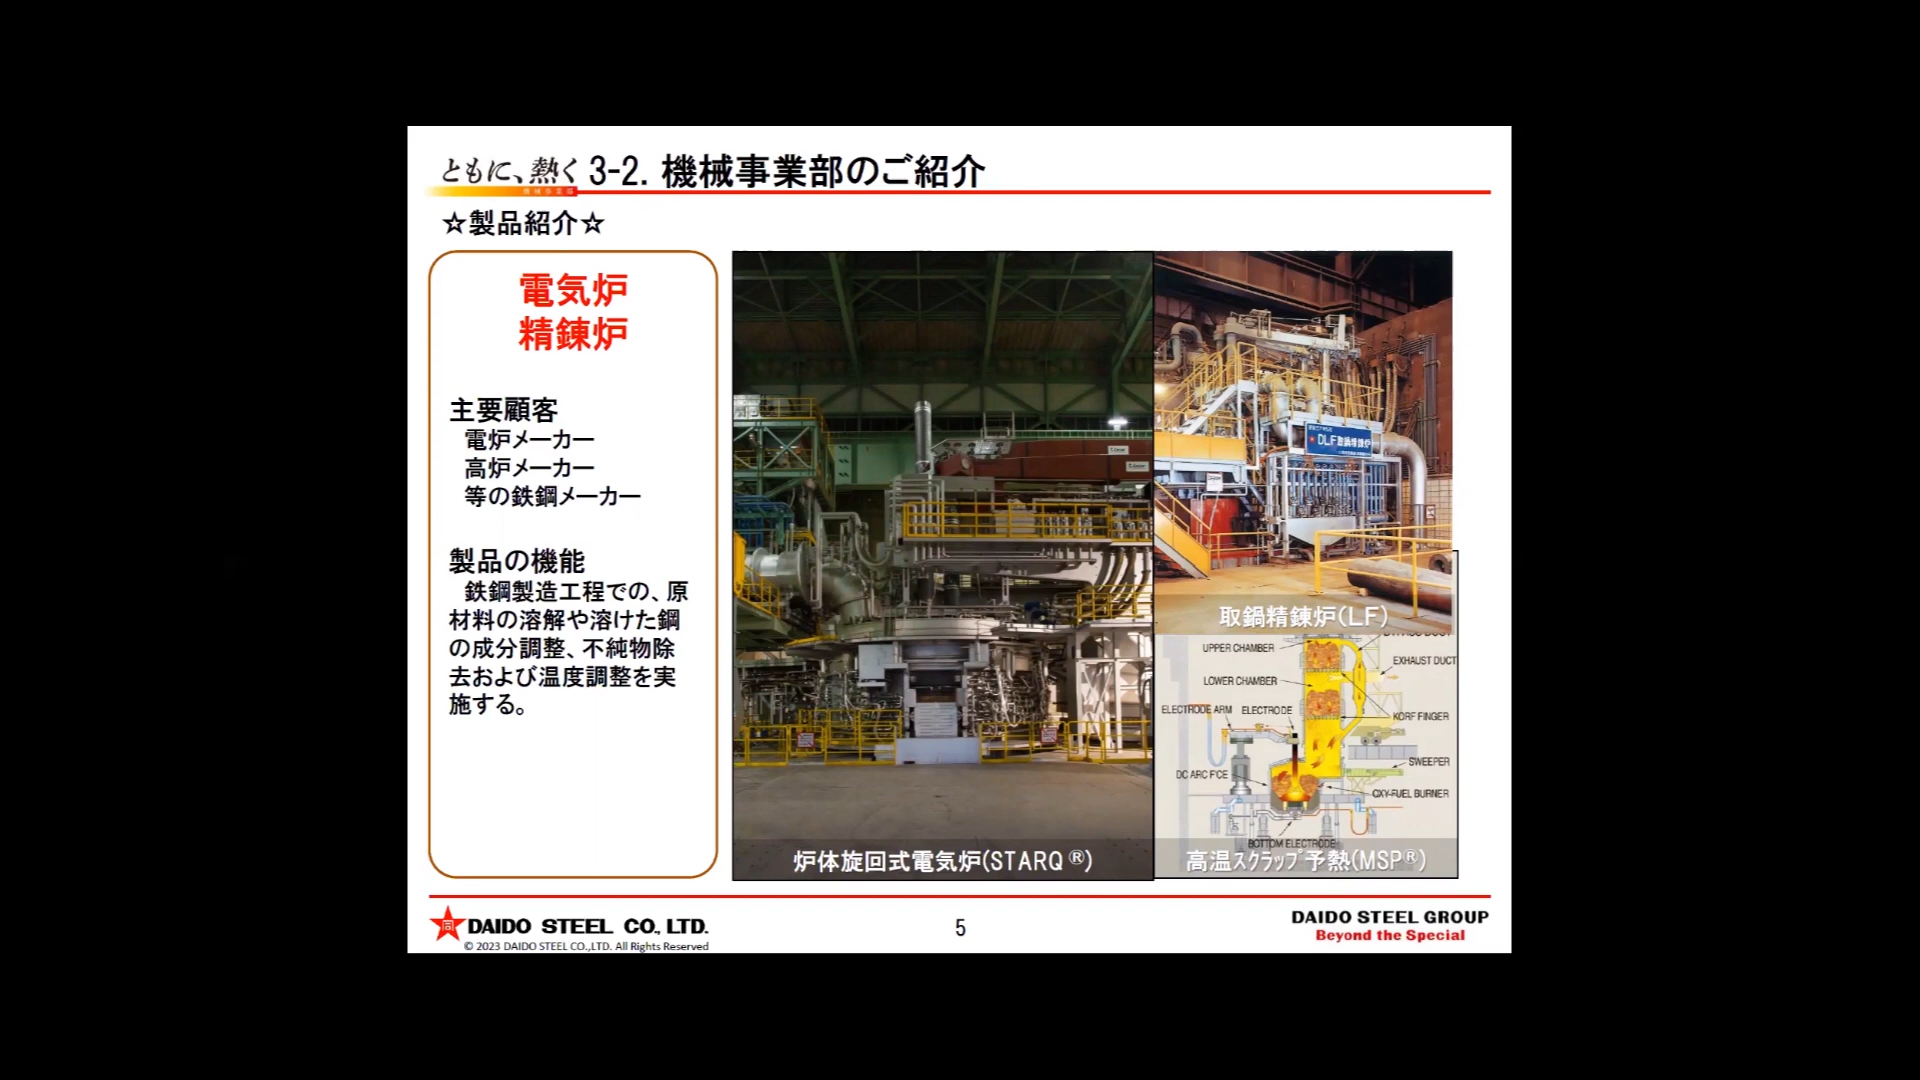 ともに、熱く 3-2. 機械事業部のご紹介
機械事業部
☆製品紹介☆
電気炉
精錬炉
主要顧客
電炉メーカー
高炉メーカー
等の鉄鋼メーカー
製品の機能
鉄鋼製造工程での、原
材料の溶解や溶けた鋼
の成分調整、不純物除
去および温度調整を実
施する。
炉体旋回式電気炉(STARQ®)
DLF取鍋精錬炉
取鍋精錬炉(LF)
UPPER CHAMBER
EXHAUST DUCT
LOWER CHAMBER
ELECTRODE ARM
ELECTRODE
KORF FINGER
SWEEPER
DC ARC F'CE
OXY-FUEL BURNER
BOTTOM ELECTRODE
高温スクラップ予熱(MSP®)
同
DAIDO STEEL CO., LTD.
© 2023 DAIDO STEEL CO.,LTD. All Rights Reserved
5
DAIDO STEEL GROUP
Beyond the Special